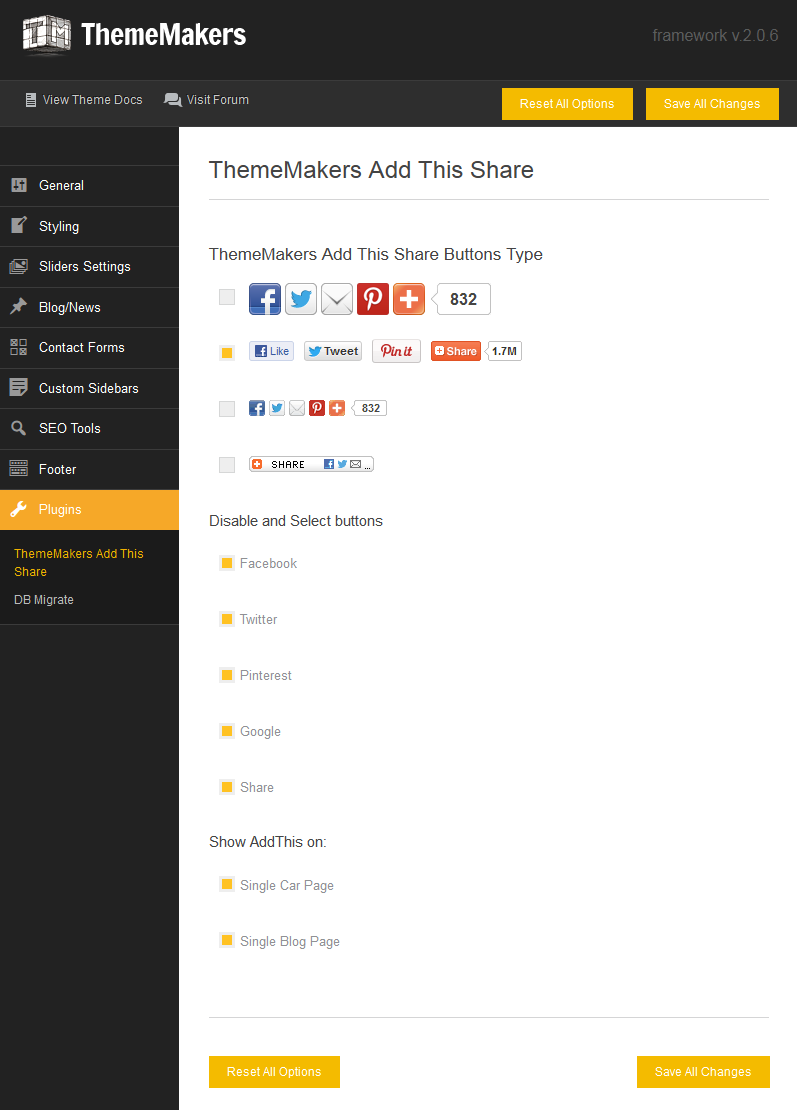 ThemeMakers
framework v.2.0.6
View Theme Docs
Visit Forum
Reset All Options
Save All Changes
General
Styling
Sliders Settings
Blog/News
Contact Forms
Custom Sidebars
SEO Tools
Footer
Plugins
ThemeMakers Add This
Share
DB Migrate
ThemeMakers Add This Share
ThemeMakers Add This Share Buttons Type
832
Like Tweet Pin it Share 1.7M
832
SHARE ...
Disable and Select buttons
Facebook
Twitter
Pinterest
Google
Share
Show AddThis on:
Single Car Page
Single Blog Page
Reset All Options
Save All Changes